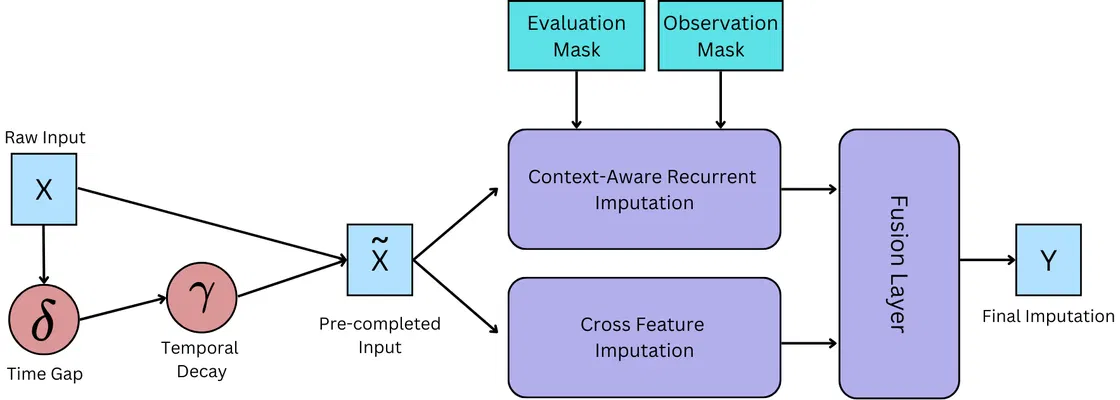 Evaluation
Mask
Observation
Mask
Raw Input
X
δ
Time Gap
γ
Temporal
Decay
X̃
Pre-completed
Input
Context-Aware Recurrent
Imputation
Cross Feature
Imputation
Fusion Layer
Y
Final Imputation